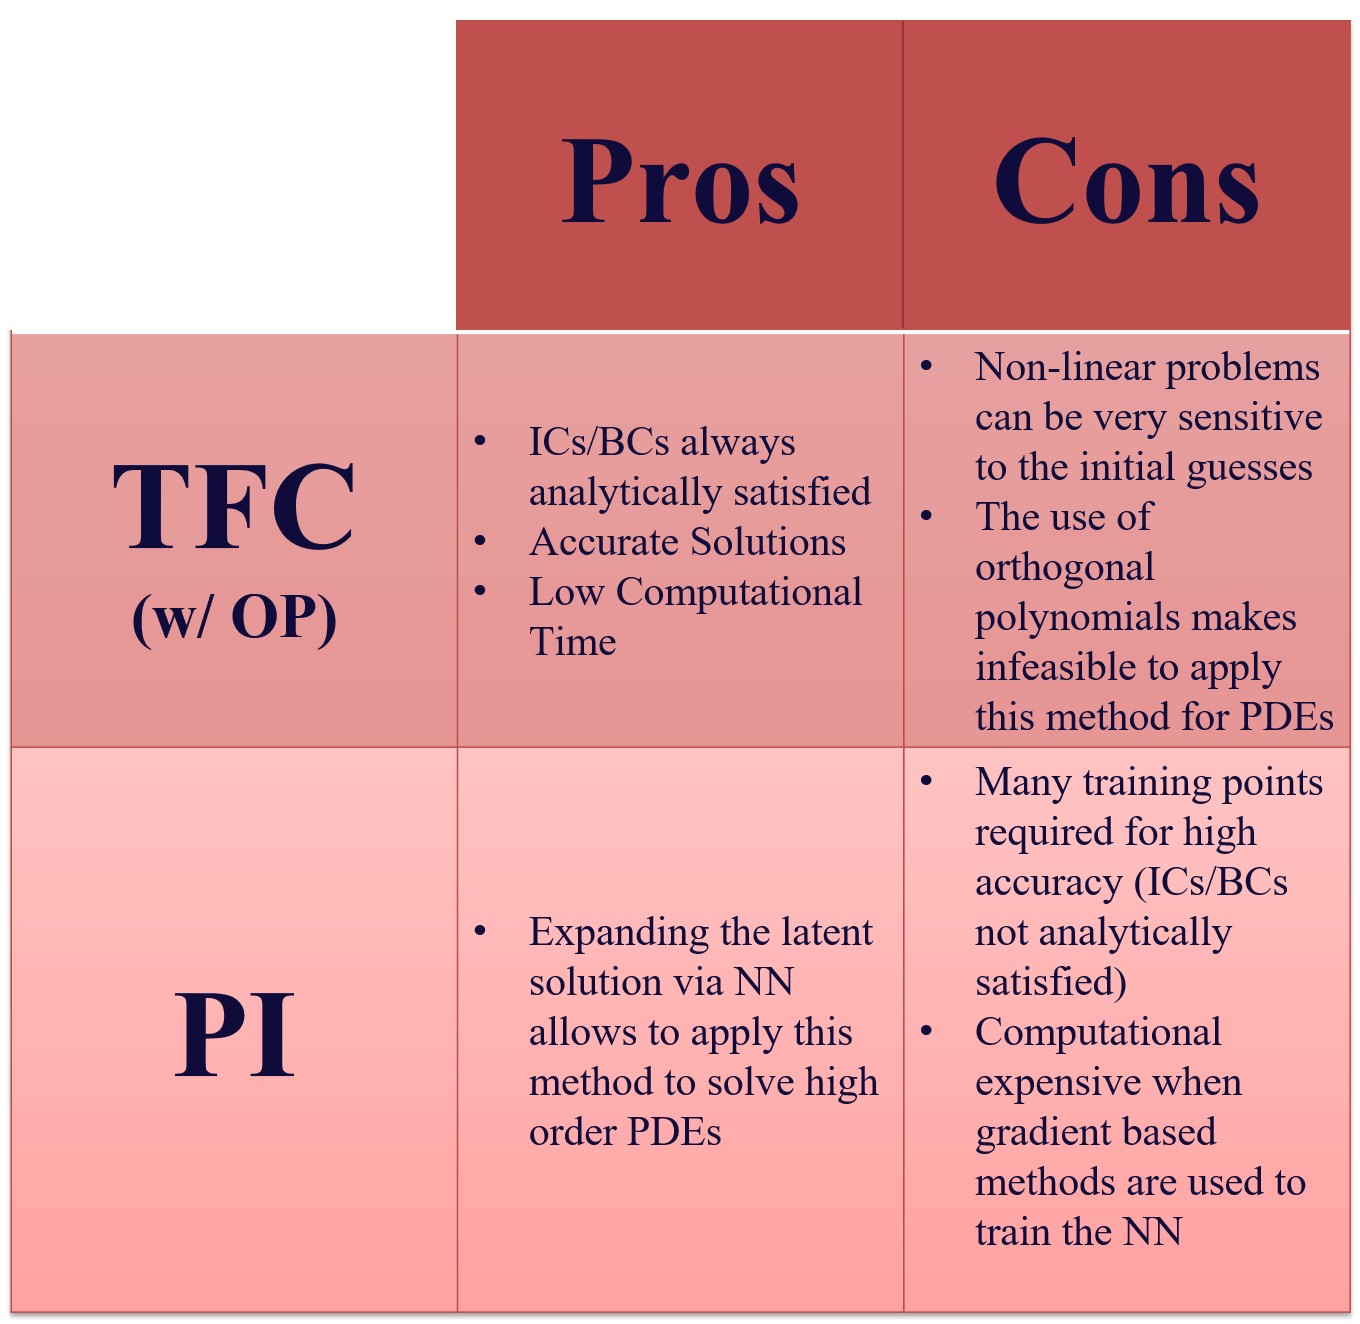 Pros
Cons
TFC
(w/ OP)
• ICs/BCs always
analytically satisfied
• Accurate Solutions
• Low Computational
Time
• Non-linear problems
can be very sensitive
to the initial guesses
• The use of
orthogonal
polynomials makes
infeasible to apply
this method for PDEs
PI
• Expanding the latent
solution via NN
allows to apply this
method to solve high
order PDEs
• Many training points
required for high
accuracy (ICs/BCs
not analytically
satisfied)
• Computational
expensive when
gradient based
methods are used to
train the NN